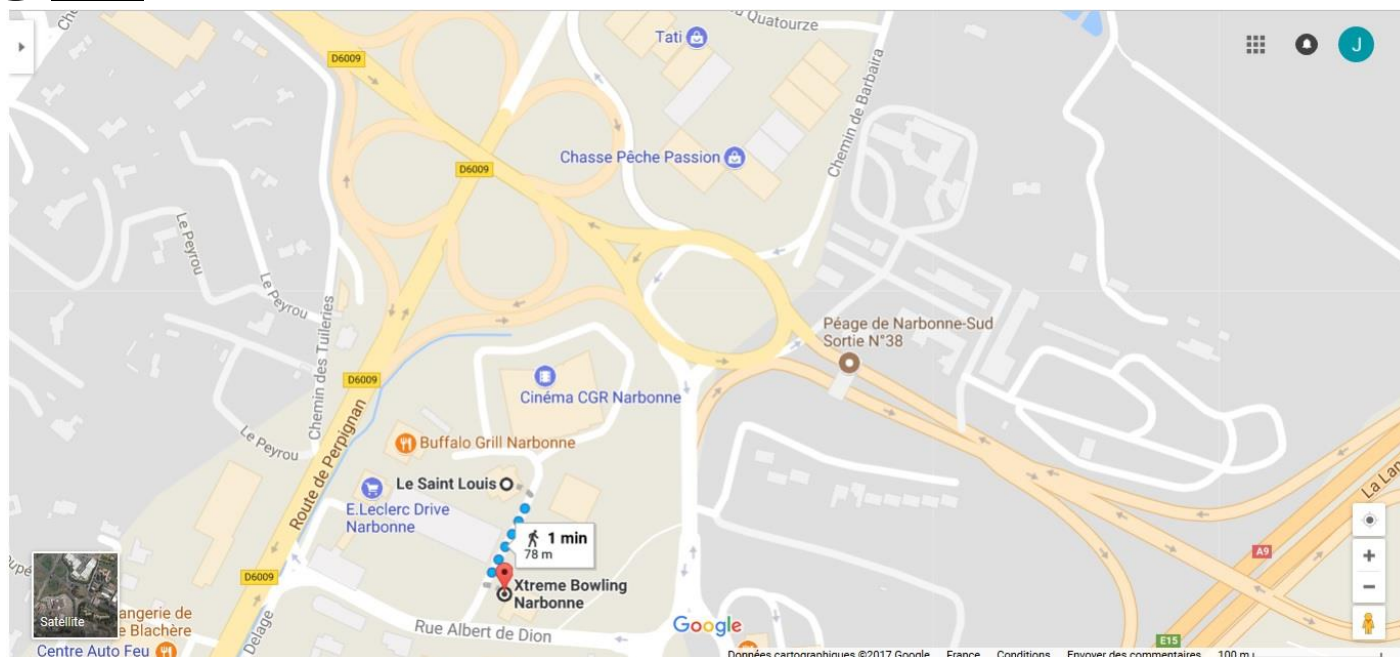 Quatourze
D6009
Tati
J
Chemin de Barbaira
Chasse Pêche Passion
D6009
Le Peyrou
Le Peyrou
Chemin des Tuileries
Péage de Narbonne-Sud
Sortie N°38
D6009
Cinéma CGR Narbonne
Route de Perpignan
Le Peyrou
Buffalo Grill Narbonne
Le Saint Louis
E.Leclerc Drive
Narbonne
1 min
78 m
A9
D6009
Xtreme Bowling
Narbonne
Satellite
Delage
Rue Albert de Dion
Google
E15
Centre Auto Feu
Données cartographiques ©2017 Google France Conditions Envoyer des commentaires 100 m